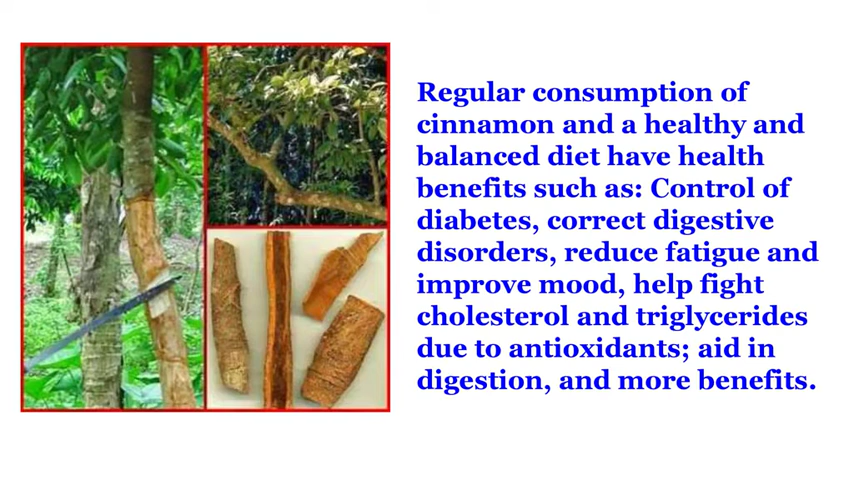 Regular consumption of
cinnamon and a healthy and
balanced diet have health
benefits such as: Control of
diabetes, correct digestive
disorders, reduce fatigue and
improve mood, help fight
cholesterol and triglycerides
due to antioxidants; aid in
digestion, and more benefits.